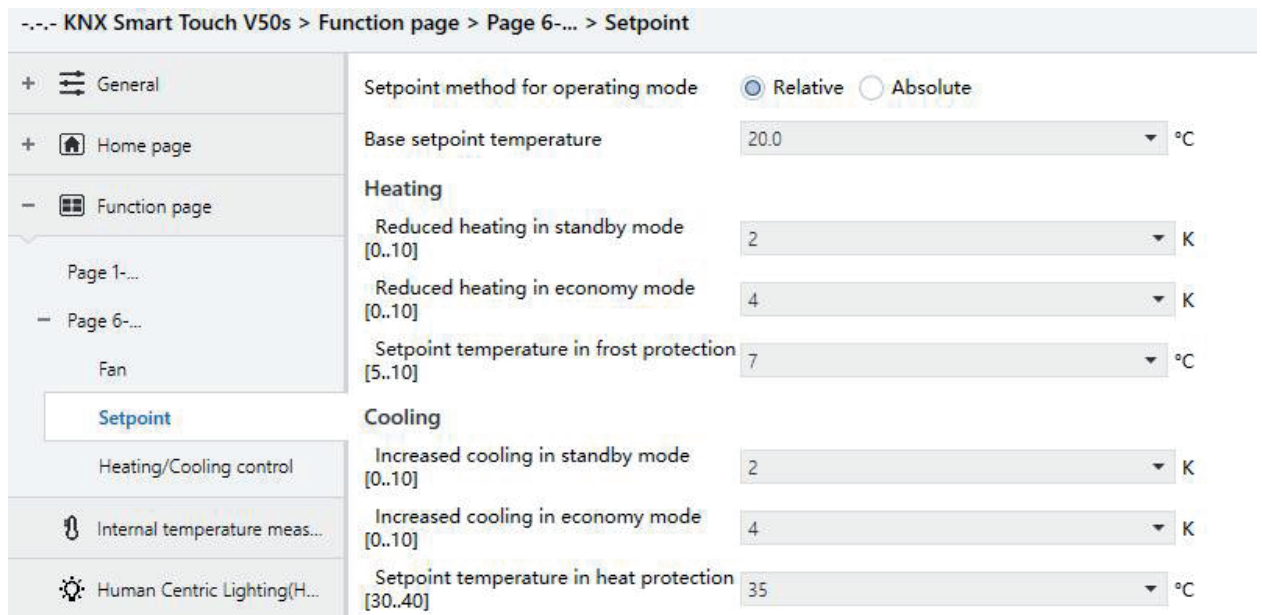 -.-.- KNX Smart Touch V50s > Function page > Page 6-... > Setpoint
+ General
+ Home page
– Function page
Page 1-...
– Page 6-...
Fan
Setpoint
Heating/Cooling control
Internal temperature meas...
Human Centric Lighting(H...
Setpoint method for operating mode Relative Absolute
Base setpoint temperature 20.0 °C
Heating
Reduced heating in standby mode
[0..10] 2 K
Reduced heating in economy mode
[0..10] 4 K
Setpoint temperature in frost protection
[5..10] 7 °C
Cooling
Increased cooling in standby mode
[0..10] 2 K
Increased cooling in economy mode
[0..10] 4 K
Setpoint temperature in heat protection
[30..40] 35 °C